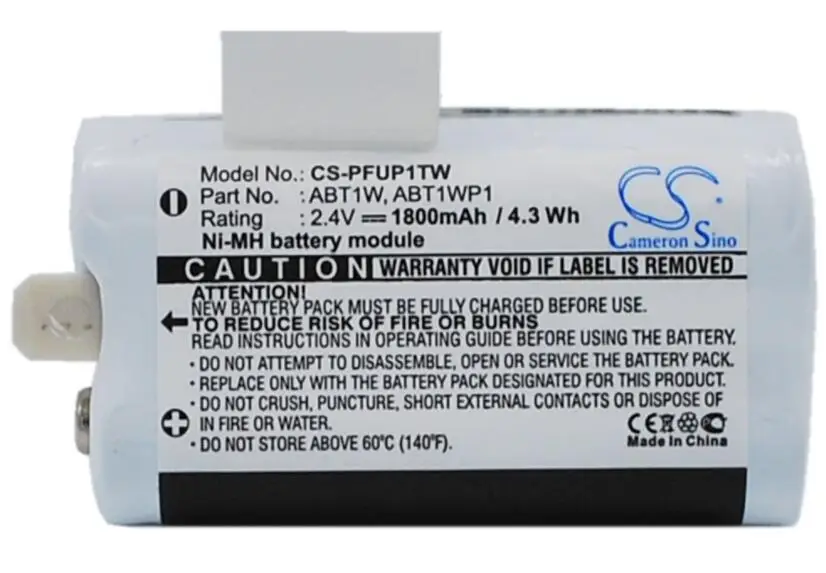 Model No.: CS-PFUP1TW
Part No. : ABT1W, ABT1WP1
Rating : 2.4V 1800mAh / 4.3 Wh
Ni-MH battery module
CS
Cameron Sino
CAUTION WARRANTY VOID IF LABEL IS REMOVED
ATTENTION!
NEW BATTERY PACK MUST BE FULLY CHARGED BEFORE USE.
TO REDUCE RISK OF FIRE OR BURNS
READ INSTRUCTIONS IN OPERATING GUIDE BEFORE USING THE BATTERY.
• DO NOT ATTEMPT TO DISASSEMBLE, OPEN OR SERVICE THE BATTERY PACK.
• REPLACE ONLY WITH THE BATTERY PACK DESIGNATED FOR THIS PRODUCT.
• DO NOT CRUSH, PUNCTURE, SHORT EXTERNAL CONTACTS OR DISPOSE OF
IN FIRE OR WATER.
• DO NOT STORE ABOVE 60°C (140°F).
CE
Made In China